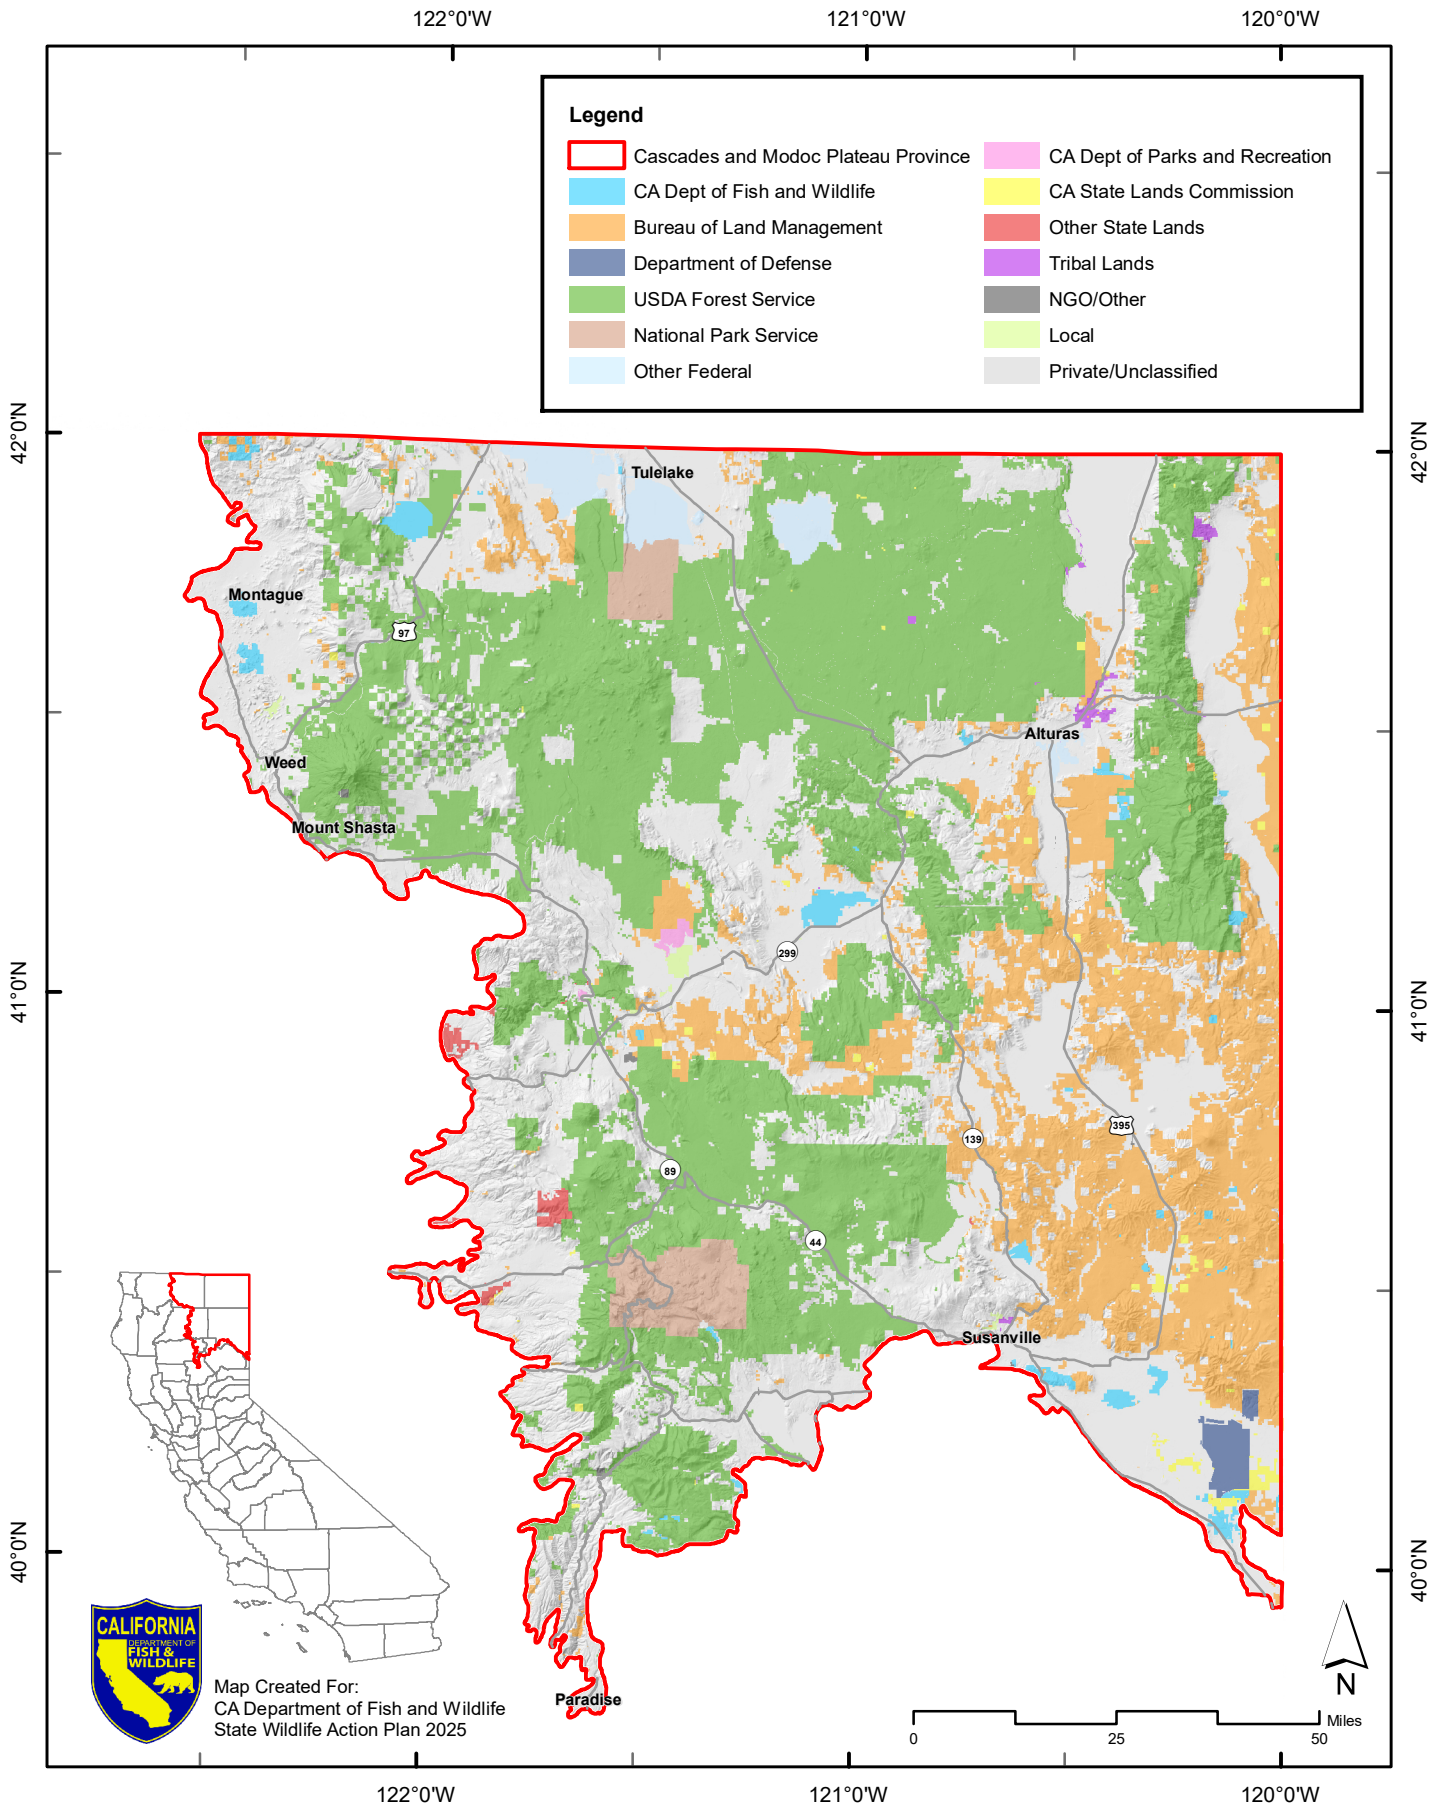 122°0'W
121°0'W
120°0'W
Legend
Cascades and Modoc Plateau Province
CA Dept of Fish and Wildlife
Bureau of Land Management
Department of Defense
USDA Forest Service
National Park Service
Other Federal
CA Dept of Parks and Recreation
CA State Lands Commission
Other State Lands
Tribal Lands
NGO/Other
Local
Private/Unclassified
42°0'N
42°0'N
Tulelake
Montague
97
Weed
Alturas
Mount Shasta
299
41°0'N
41°0'N
395
139
89
44
Susanville
40°0'N
40°0'N
Paradise
CALIFORNIA
DEPARTMENT OF
FISH &
WILDLIFE
Map Created For:
CA Department of Fish and Wildlife
State Wildlife Action Plan 2025
N
Miles
0
25
50
122°0'W
121°0'W
120°0'W